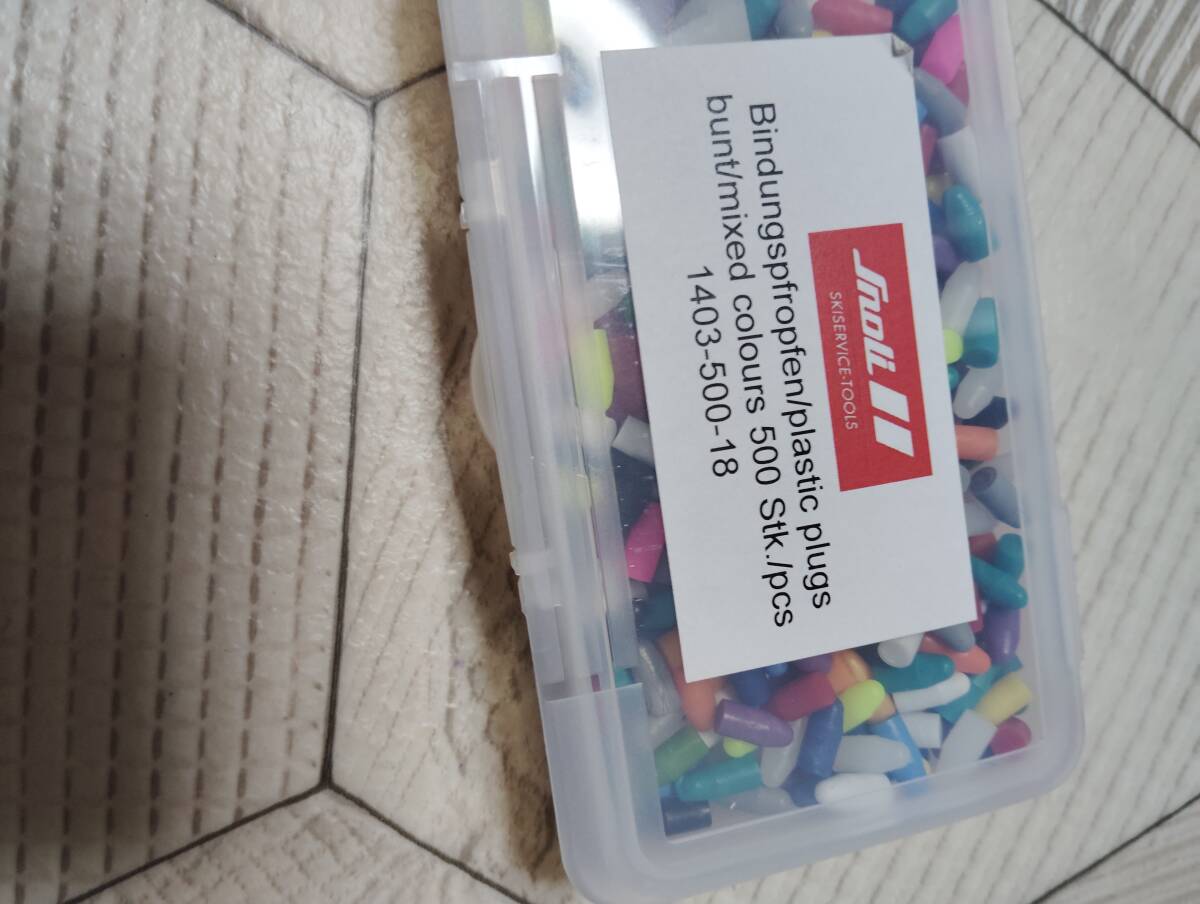 Snoli
SKISERVICE-TOOLS
Bindungspfropfen/plastic plugs
bunt/mixed colours 500 Stk./pcs
1403-500-18